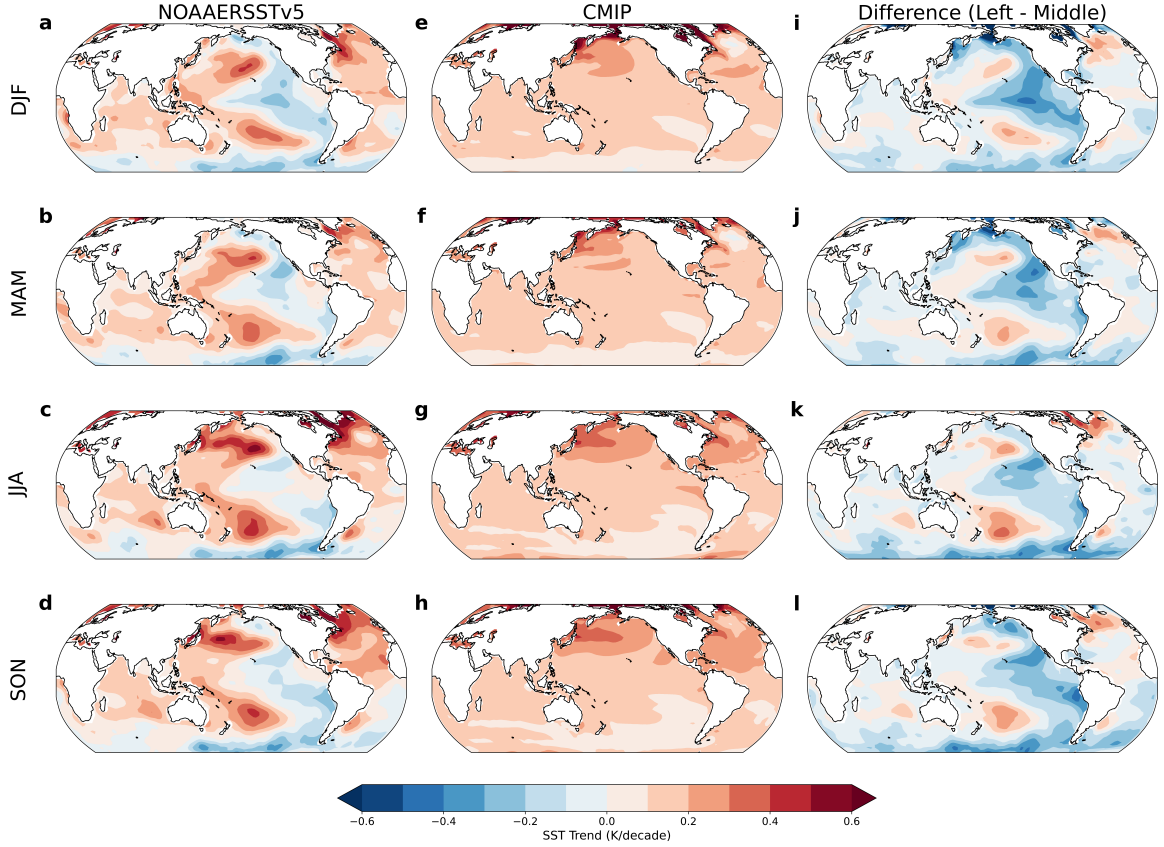 NOAAERSSTv5 CMIP Difference (Left - Middle)
a e i
DJF
b f j
MAM
c g k
JJA
d h l
SON
−0.6 −0.4 −0.2 0.0 0.2 0.4 0.6
SST Trend (K/decade)